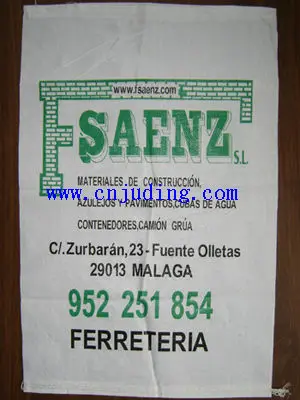 www.fsaenz.com
F SAENZ S.L
MATERIALES DE CONSTRUCCIÓN,
www.cnjuding.com
AZULEJOS Y PAVIMENTOS,CUBAS DE AGUA
CONTENEDORES,CAMIÓN GRÚA
C/.Zurbarán,23-Fuente Olletas
29013 MALAGA
952 251 854
FERRETERIA